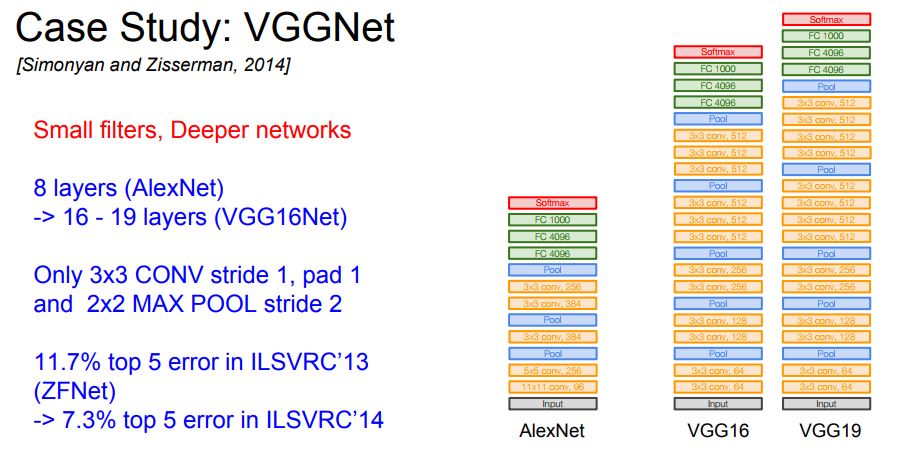 Case Study: VGGNet
[Simonyan and Zisserman, 2014]
Small filters, Deeper networks
8 layers (AlexNet)
-> 16 - 19 layers (VGG16Net)
Only 3x3 CONV stride 1, pad 1
and 2x2 MAX POOL stride 2
11.7% top 5 error in ILSVRC'13
(ZFNet)
-> 7.3% top 5 error in ILSVRC'14
Softmax
FC 1000
FC 4096
FC 4096
Pool
3x3 conv, 256
3x3 conv, 384
Pool
3x3 conv, 384
Pool
5x5 conv, 256
11x11 conv, 96
Input
AlexNet
Softmax
FC 1000
FC 4096
FC 4096
Pool
3x3 conv, 512
3x3 conv, 512
3x3 conv, 512
Pool
3x3 conv, 512
3x3 conv, 512
3x3 conv, 512
Pool
3x3 conv, 256
3x3 conv, 256
Pool
3x3 conv, 128
3x3 conv, 128
Pool
3x3 conv, 64
3x3 conv, 64
Input
VGG16
Softmax
FC 1000
FC 4096
FC 4096
Pool
3x3 conv, 512
3x3 conv, 512
3x3 conv, 512
3x3 conv, 512
Pool
3x3 conv, 512
3x3 conv, 512
3x3 conv, 512
3x3 conv, 512
Pool
3x3 conv, 256
3x3 conv, 256
Pool
3x3 conv, 128
3x3 conv, 128
Pool
3x3 conv, 64
3x3 conv, 64
Input
VGG19